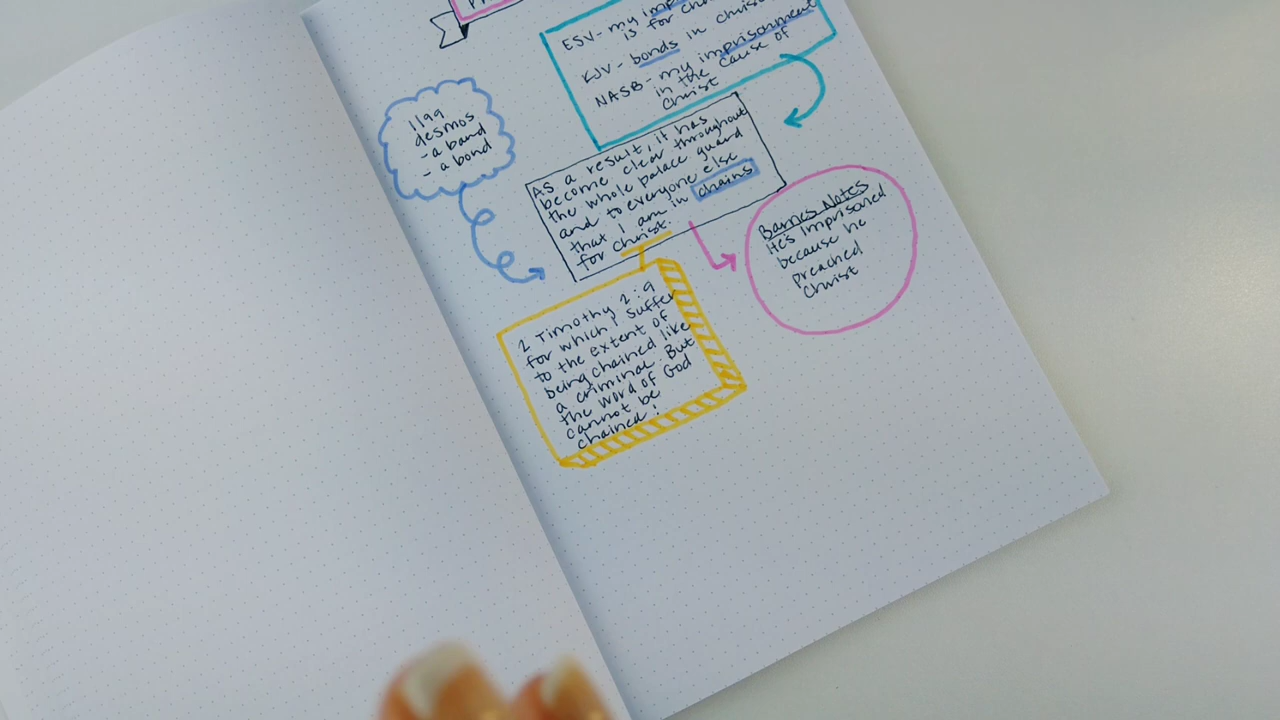 ESV - my
is for
KJV - bonds in
NASB - my imprisonment
in the cause of
Christ
1199
desmos
- a band
- a bond
As a result, it has
become clear throughout
the whole palace guard
and to everyone else
that I am in chains
for Christ.
Barnes Notes
He's imprisoned
because he
preached
Christ
2 Timothy 2:9
for which I suffer
to the extent of
being chained like
a criminal. But
the word of God
cannot be
chained!